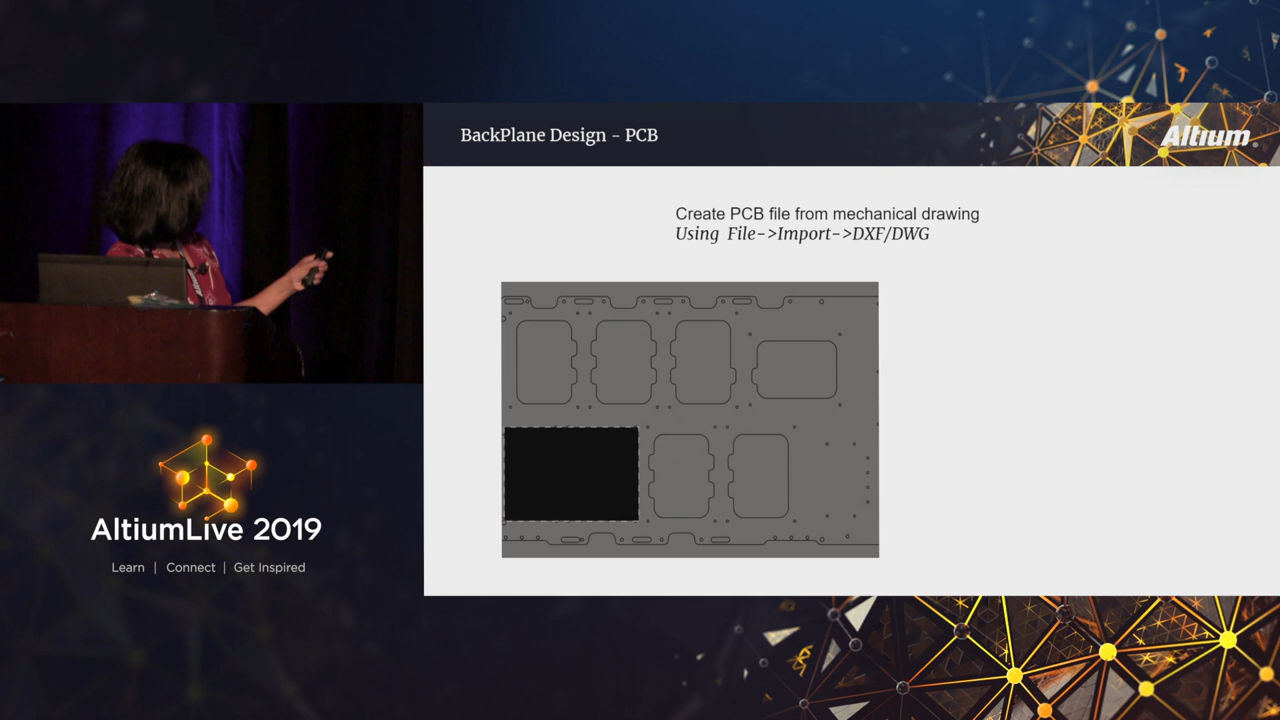 BackPlane Design - PCB
Altium
Create PCB file from mechanical drawing
Using File->Import->DXF/DWG
AltiumLive 2019
Learn | Connect | Get Inspired